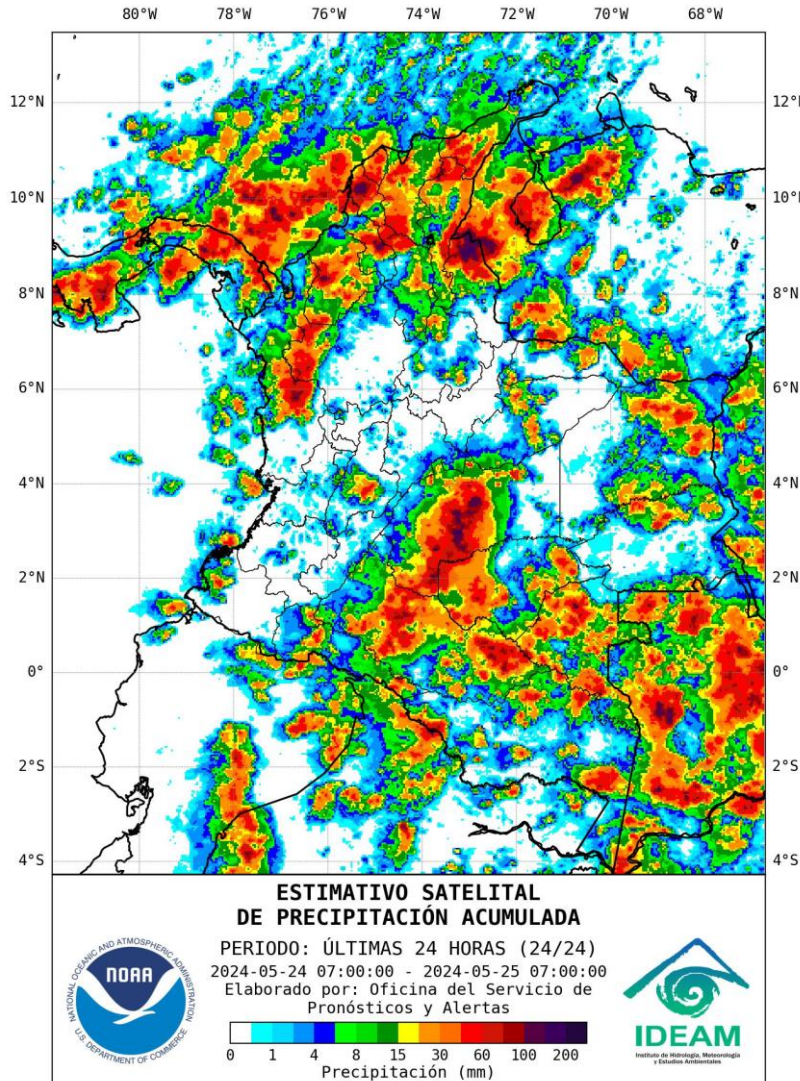 80°W 78°W 76°W 74°W 72°W 70°W 68°W
12°N 12°N
10°N 10°N
8°N 8°N
6°N 6°N
4°N 4°N
2°N 2°N
0° 0°
2°S 2°S
4°S 4°S
ESTIMATIVO SATELITAL
DE PRECIPITACIÓN ACUMULADA
PERIODO: ÚLTIMAS 24 HORAS (24/24)
2024-05-24 07:00:00 - 2024-05-25 07:00:00
Elaborado por: Oficina del Servicio de
Pronósticos y Alertas
0 1 4 8 15 30 60 100 200
Precipitación (mm)
NATIONAL OCEANIC AND ATMOSPHERIC ADMINISTRATION
NOAA
U.S. DEPARTMENT OF COMMERCE
IDEAM
Instituto de Hidrología, Meteorología
y Estudios Ambientales